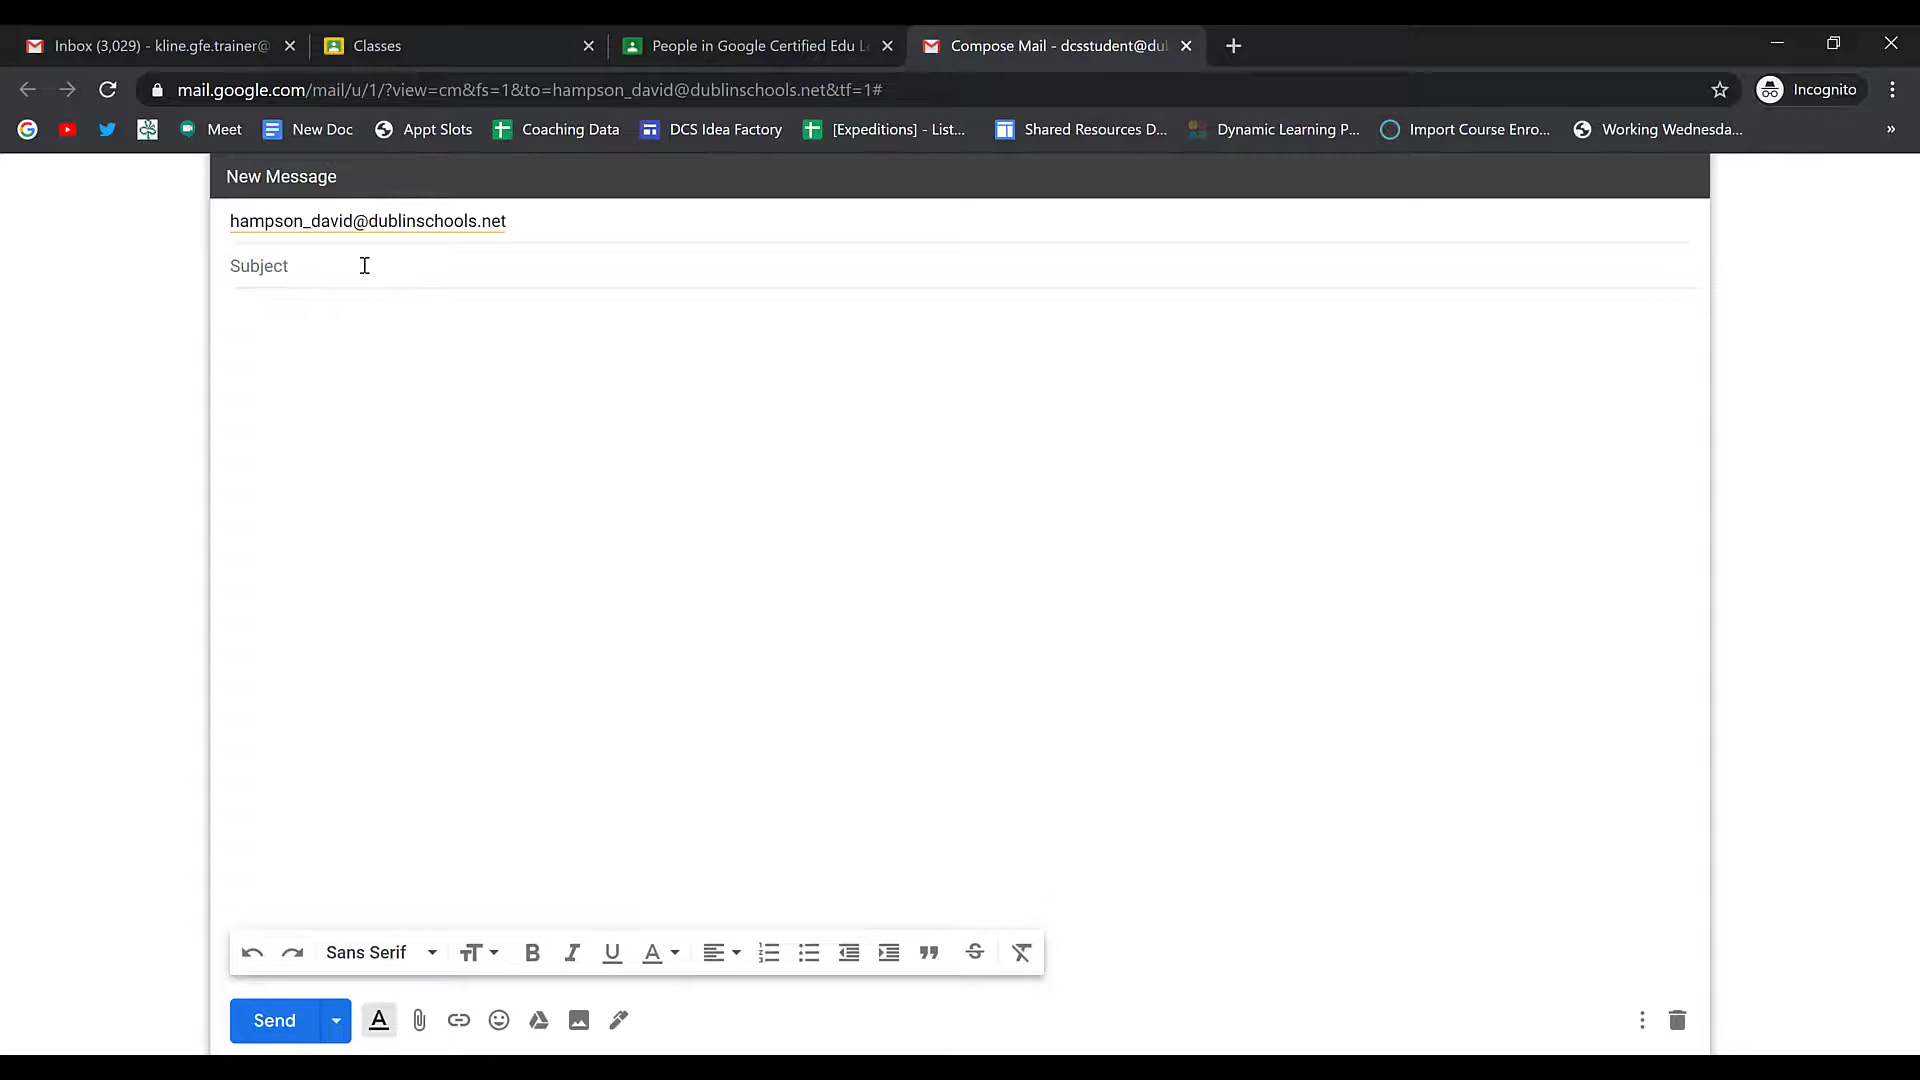 Inbox (3,029) - kline.gfe.trainer@
Classes
People in Google Certified Edu L
Compose Mail - dcsstudent@du
mail.google.com/mail/u/1/?view=cm&fs=1&to=hampson_david@dublinschools.net&tf=1#
Incognito
Meet
New Doc
Appt Slots
Coaching Data
DCS Idea Factory
[Expeditions] - List...
Shared Resources D...
Dynamic Learning P...
Import Course Enro...
Working Wednesda...
»
New Message
hampson_david@dublinschools.net
Subject
Sans Serif
Send